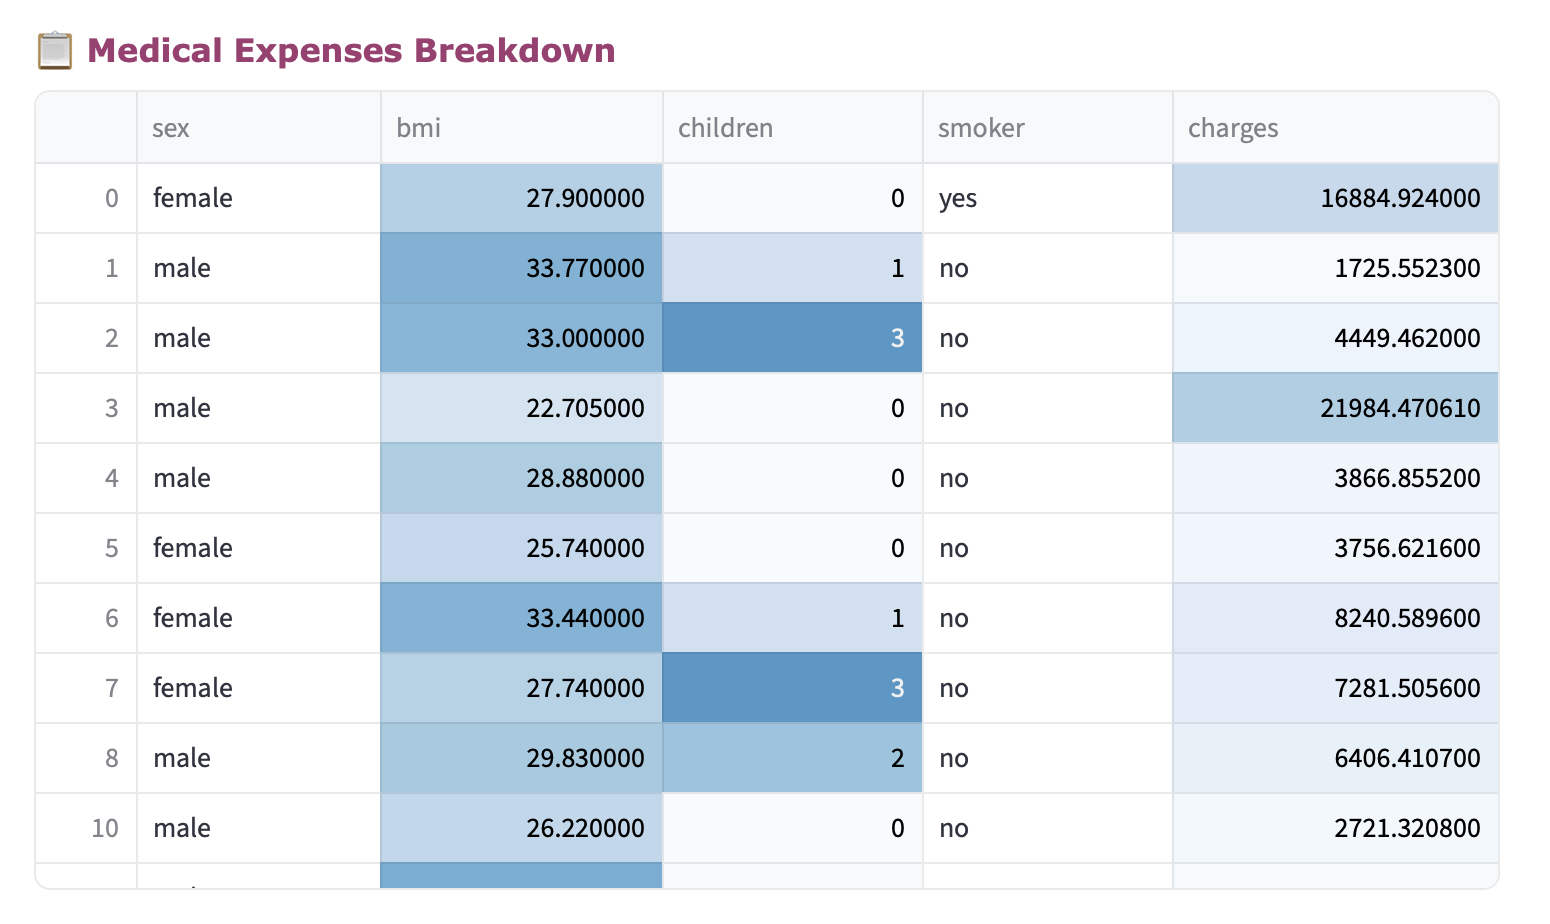 Medical Expenses Breakdown
sex bmi children smoker charges
0 female 27.900000 0 yes 16884.924000
1 male 33.770000 1 no 1725.552300
2 male 33.000000 3 no 4449.462000
3 male 22.705000 0 no 21984.470610
4 male 28.880000 0 no 3866.855200
5 female 25.740000 0 no 3756.621600
6 female 33.440000 1 no 8240.589600
7 female 27.740000 3 no 7281.505600
8 male 29.830000 2 no 6406.410700
10 male 26.220000 0 no 2721.320800